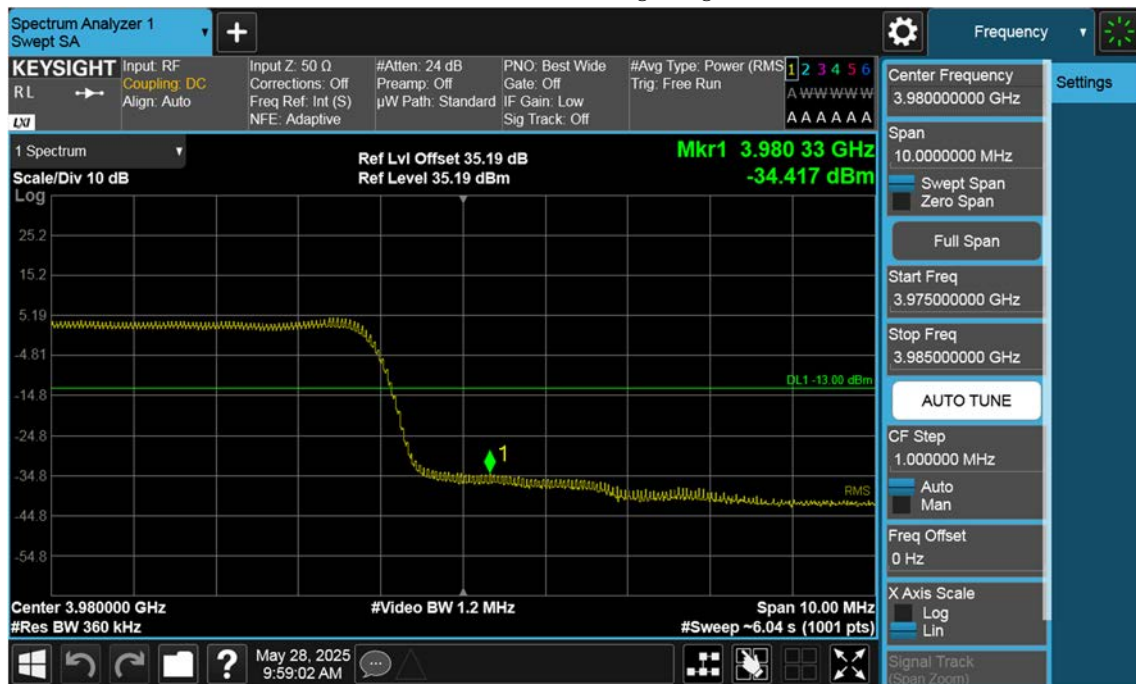 Spectrum Analyzer 1
Swept SA
Frequency
KEYSIGHT
RL
LXI
Input: RF
Coupling: DC
Align: Auto
Input Z: 50 Ω
Corrections: Off
Freq Ref: Int (S)
NFE: Adaptive
#Atten: 24 dB
Preamp: Off
µW Path: Standard
PNO: Best Wide
Gate: Off
IF Gain: Low
Sig Track: Off
#Avg Type: Power (RMS
Trig: Free Run
1 2 3 4 5 6
A W W W W W
A A A A A A
1 Spectrum
Scale/Div 10 dB
Log
Ref Lvl Offset 35.19 dB
Ref Level 35.19 dBm
Mkr1 3.980 33 GHz
-34.417 dBm
25.2
15.2
5.19
-4.81
-14.8
-24.8
-34.8
-44.8
-54.8
DL1 -13.00 dBm
1
RMS
Center 3.980000 GHz
#Res BW 360 kHz
#Video BW 1.2 MHz
Span 10.00 MHz
#Sweep ~6.04 s (1001 pts)
?
May 28, 2025
9:59:02 AM
Center Frequency
3.980000000 GHz
Settings
Span
10.0000000 MHz
Swept Span
Zero Span
Full Span
Start Freq
3.975000000 GHz
Stop Freq
3.985000000 GHz
AUTO TUNE
CF Step
1.000000 MHz
Auto
Man
Freq Offset
0 Hz
X Axis Scale
Log
Lin
Signal Track
(Span Zoom)